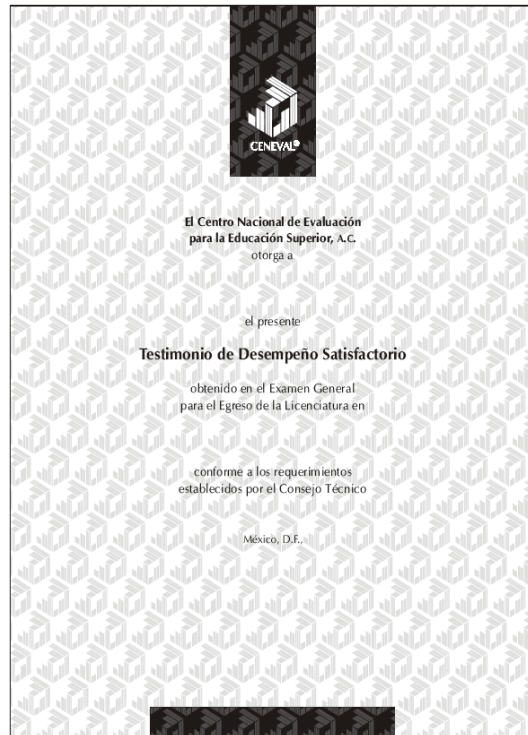 CENEVAL®
El Centro Nacional de Evaluación
para la Educación Superior, A.C.
otorga a
el presente
Testimonio de Desempeño Satisfactorio
obtenido en el Examen General
para el Egreso de la Licenciatura en
conforme a los requerimientos
establecidos por el Consejo Técnico
México, D.F.,